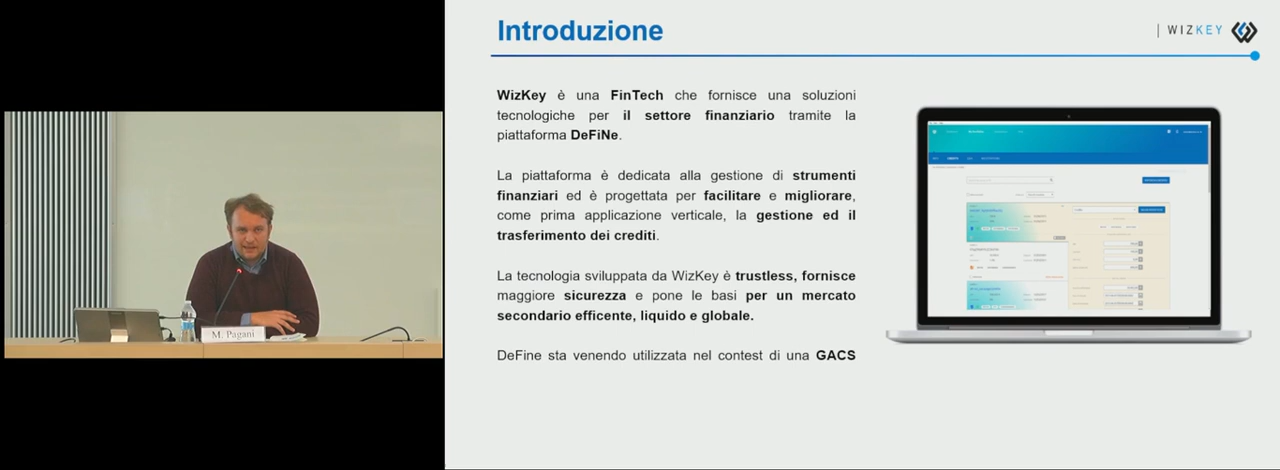 Introduzione
| WIZKEY
WizKey è una FinTech che fornisce una soluzioni
tecnologiche per il settore finanziario tramite la
piattaforma DeFiNe.
La piattaforma è dedicata alla gestione di strumenti
finanziari ed è progettata per facilitare e migliorare,
come prima applicazione verticale, la gestione ed il
trasferimento dei crediti.
La tecnologia sviluppata da WizKey è trustless, fornisce
maggiore sicurezza e pone le basi per un mercato
secondario efficente, liquido e globale.
DeFine sta venendo utilizzata nel contest di una GACS
M. Pagani